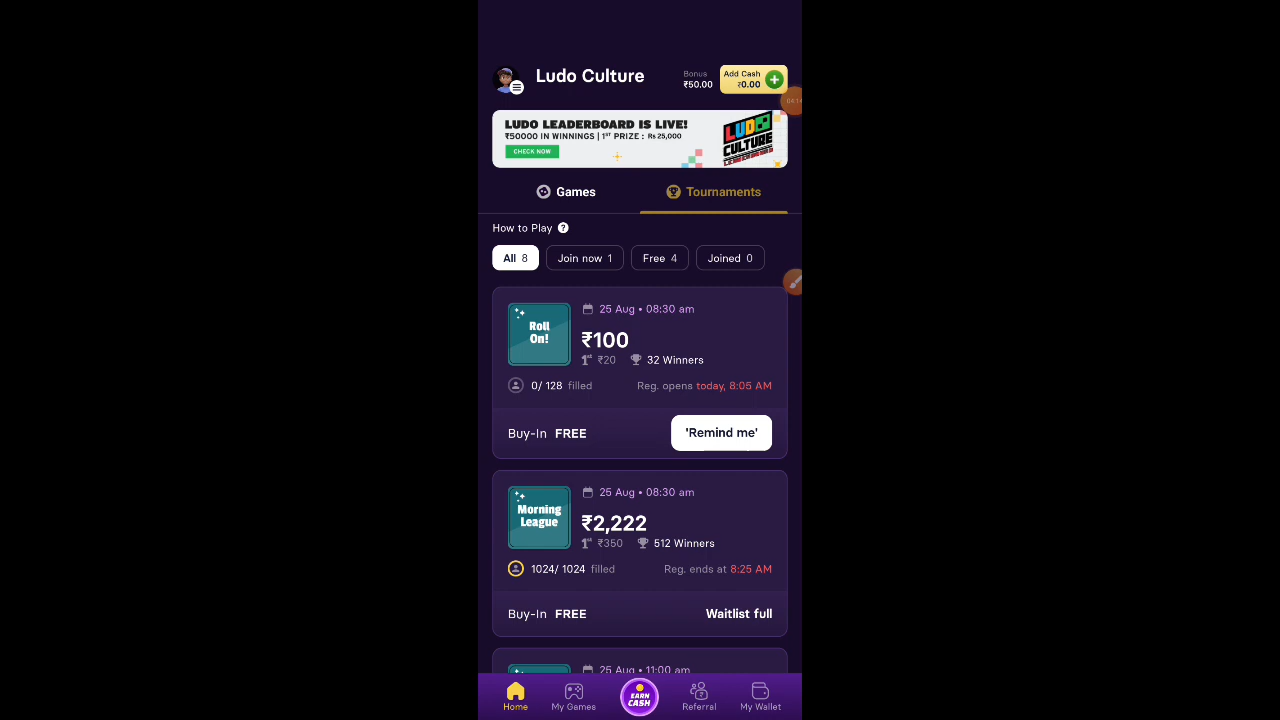 Ludo Culture
Bonus
₹50.00
Add Cash
₹0.00
LUDO LEADERBOARD IS LIVE!
₹50000 IN WINNINGS | 1ST PRIZE : Rs 25,000
CHECK NOW
LUDO
CULTURE
Games
Tournaments
How to Play ?
All 8
Join now 1
Free 4
Joined 0
Roll
On!
25 Aug • 08:30 am
₹100
1st ₹20
32 Winners
0/ 128 filled
Reg. opens today, 8:05 AM
Buy-In FREE
'Remind me'
Morning
League
25 Aug • 08:30 am
₹2,222
1st ₹350
512 Winners
1024/ 1024 filled
Reg. ends at 8:25 AM
Buy-In FREE
Waitlist full
25 Aug • 11:00 am
Home
My Games
EARN
CASH
Referral
My Wallet